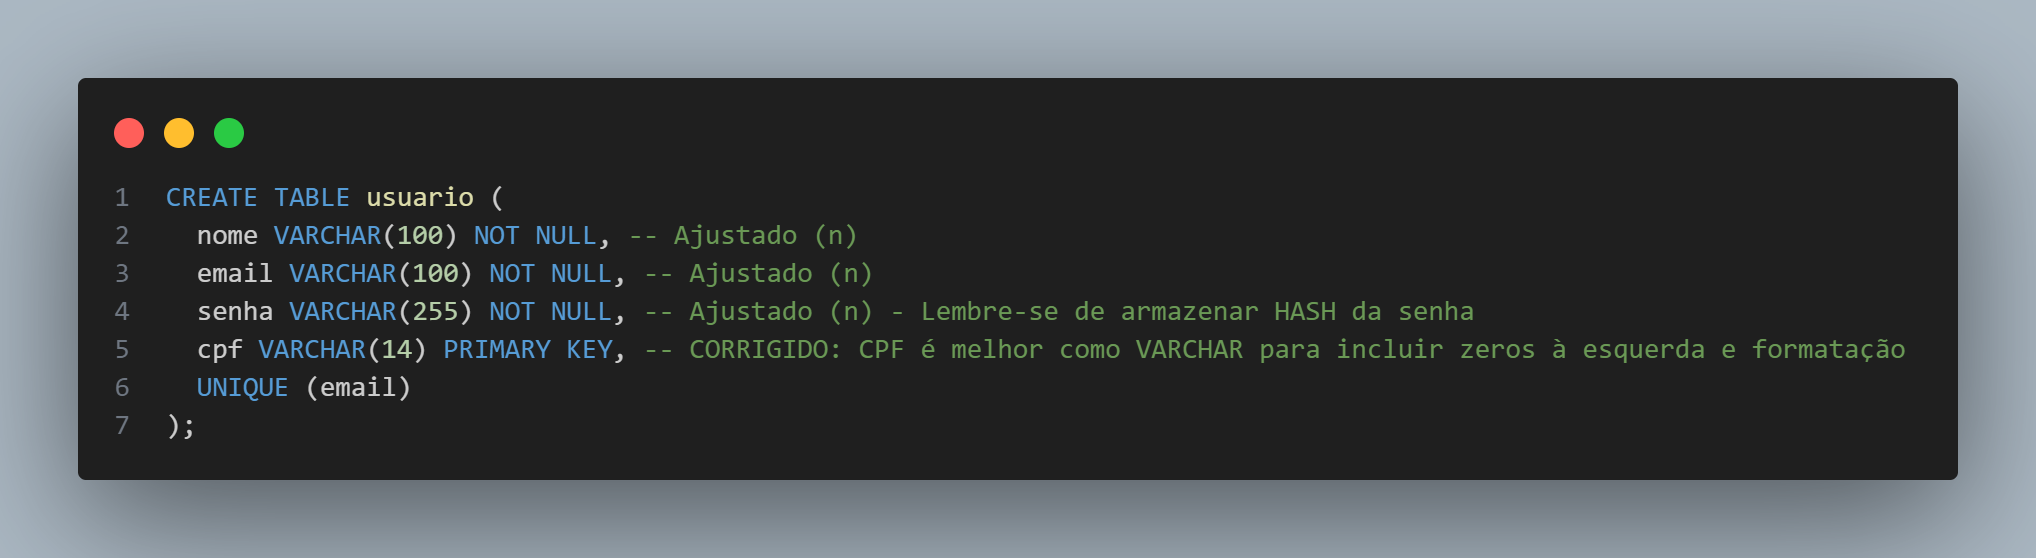 1 CREATE TABLE usuario (
2   nome VARCHAR(100) NOT NULL, -- Ajustado (n)
3   email VARCHAR(100) NOT NULL, -- Ajustado (n)
4   senha VARCHAR(255) NOT NULL, -- Ajustado (n) - Lembre-se de armazenar HASH da senha
5   cpf VARCHAR(14) PRIMARY KEY, -- CORRIGIDO: CPF é melhor como VARCHAR para incluir zeros à esquerda e formatação
6   UNIQUE (email)
7 );